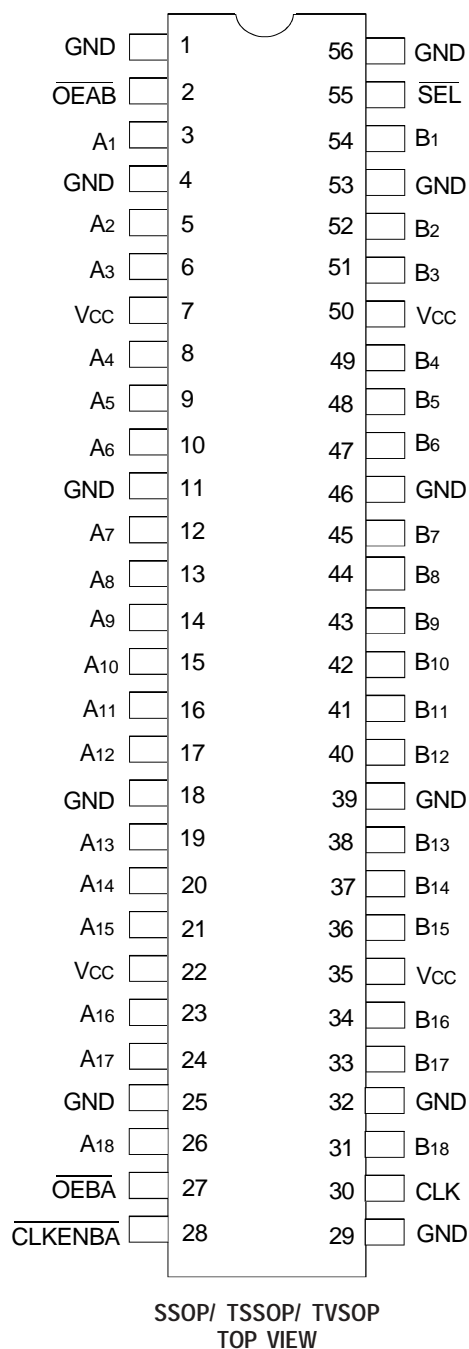 GND 1 56 GND
OEAB 2 55 SEL
A1 3 54 B1
GND 4 53 GND
A2 5 52 B2
A3 6 51 B3
VCC 7 50 VCC
A4 8 49 B4
A5 9 48 B5
A6 10 47 B6
GND 11 46 GND
A7 12 45 B7
A8 13 44 B8
A9 14 43 B9
A10 15 42 B10
A11 16 41 B11
A12 17 40 B12
GND 18 39 GND
A13 19 38 B13
A14 20 37 B14
A15 21 36 B15
VCC 22 35 VCC
A16 23 34 B16
A17 24 33 B17
GND 25 32 GND
A18 26 31 B18
OEBA 27 30 CLK
CLKENBA 28 29 GND
SSOP/ TSSOP/ TVSOP
TOP VIEW